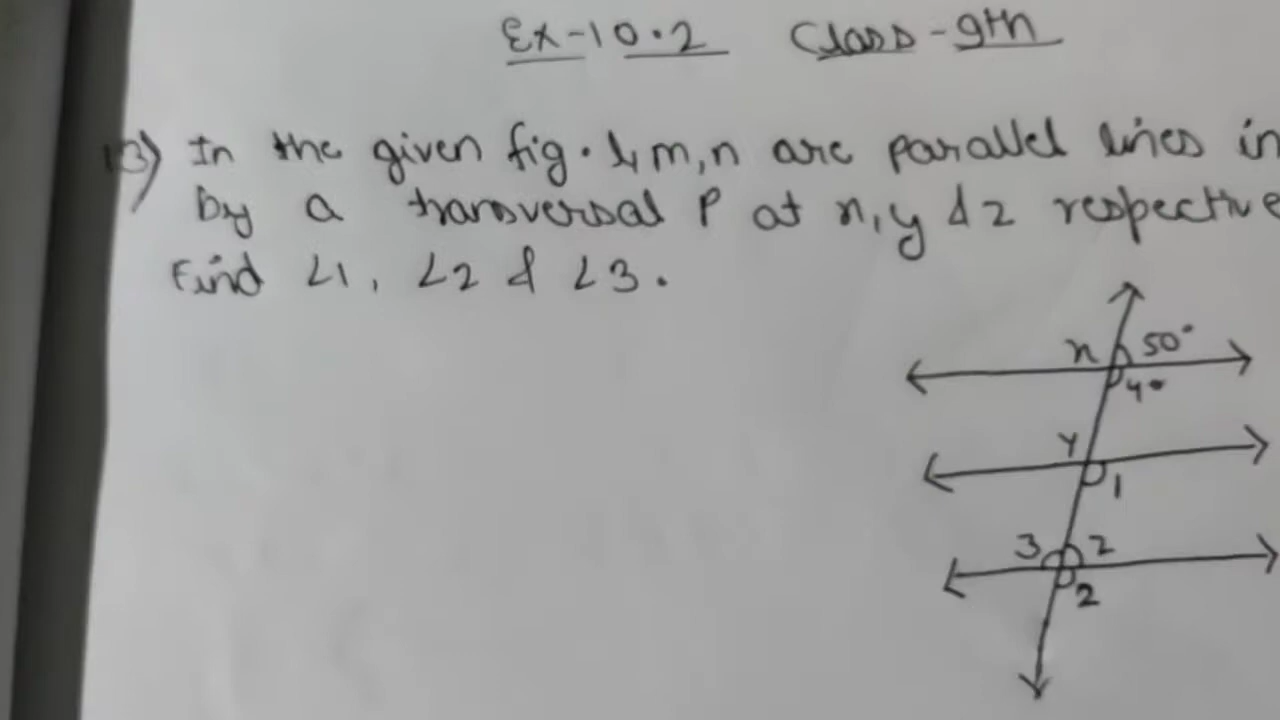 Ex-10.2 Class-9th
13) In the given fig. l, m, n are parallel lines in
by a transversal P at x, y & z respective
Find ∠1, ∠2 & ∠3.
x 50°
4
Y
1
3 2
2